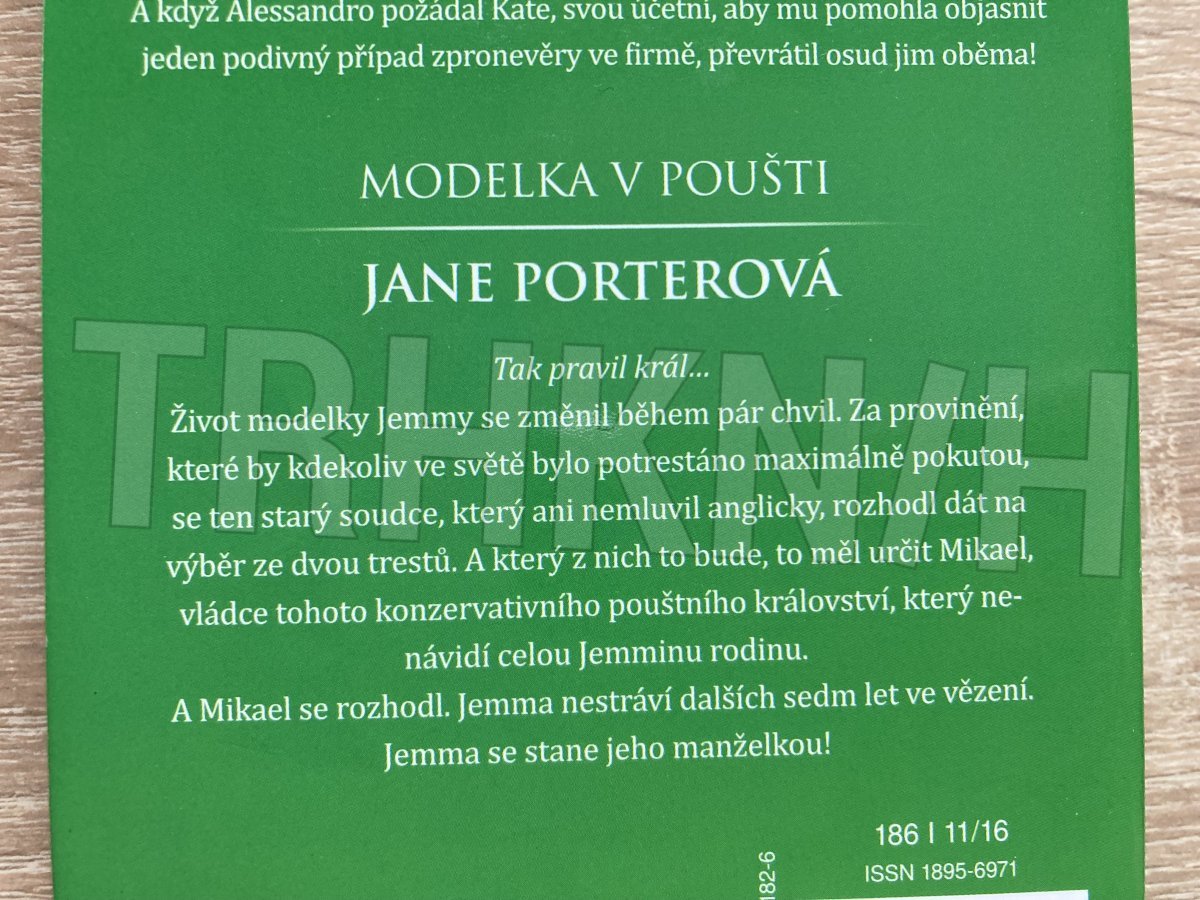 A když Alessandro požádal Kate, svou účetní, aby mu pomohla objasnit
jeden podivný případ zpronevěry ve firmě, převrátil osud jim oběma!
MODELKA V POUŠTI
JANE PORTEROVÁ
Tak pravil král...
Život modelky Jemmy se změnil během pár chvil. Za provinění,
které by kdekoliv ve světě bylo potrestáno maximálně pokutou,
se ten starý soudce, který ani nemluvil anglicky, rozhodl dát na
výběr ze dvou trestů. A který z nich to bude, to měl určit Mikael,
vládce tohoto konzervativního pouštního království, který ne-
návidí celou Jemminu rodinu.
A Mikael se rozhodl. Jemma nestráví dalších sedm let ve vězení.
Jemma se stane jeho manželkou!
186 | 11/16
ISSN 1895-6971
182-6
TRHKNIH